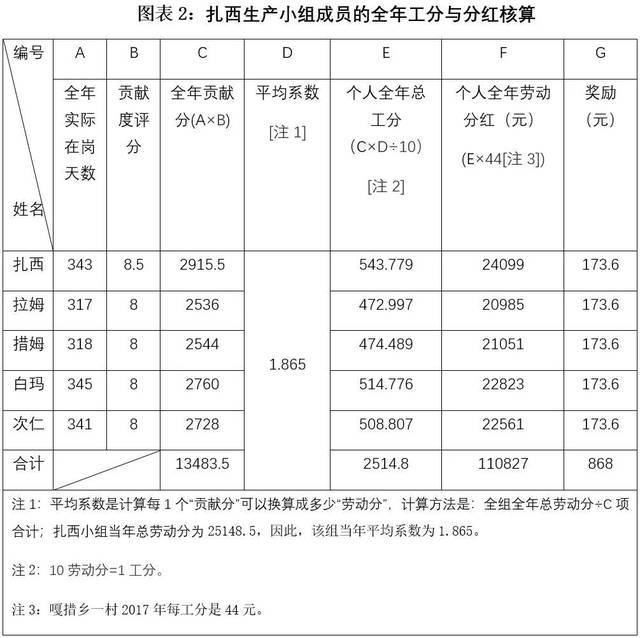 图表 2：扎西生产小组成员的全年工分与分红核算
编号 A B C D E F G
姓名 全年实际在岗天数 贡献度评分 全年贡献分(A×B) 平均系数[注 1] 个人全年总工分（C×D÷10）[注 2] 个人全年劳动分红（元）(E×44[注 3]) 奖励（元）
扎西 343 8.5 2915.5 1.865 543.779 24099 173.6
拉姆 317 8 2536 472.997 20985 173.6
措姆 318 8 2544 474.489 21051 173.6
白玛 345 8 2760 514.776 22823 173.6
次仁 341 8 2728 508.807 22561 173.6
合计 13483.5 2514.8 110827 868
注 1：平均系数是计算每 1 个“贡献分”可以换算成多少“劳动分”，计算方法是：全组全年总劳动分÷C 项
合计；扎西小组当年总劳动分为 25148.5，因此，该组当年平均系数为 1.865。
注 2：10 劳动分=1 工分。
注 3：嘎措乡一村 2017 年每工分是 44 元。